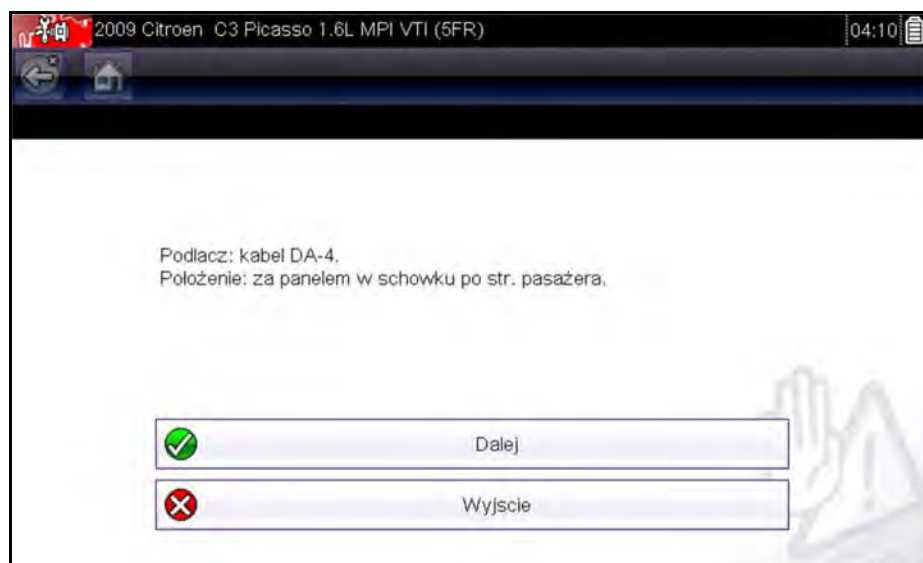 2009 Citroen C3 Picasso 1.6L MPI VTI (5FR) 04:10
Podlacz: kabel DA-4.
Położenie: za panelem w schowku po str. pasażera.
Dalej
Wyjscie